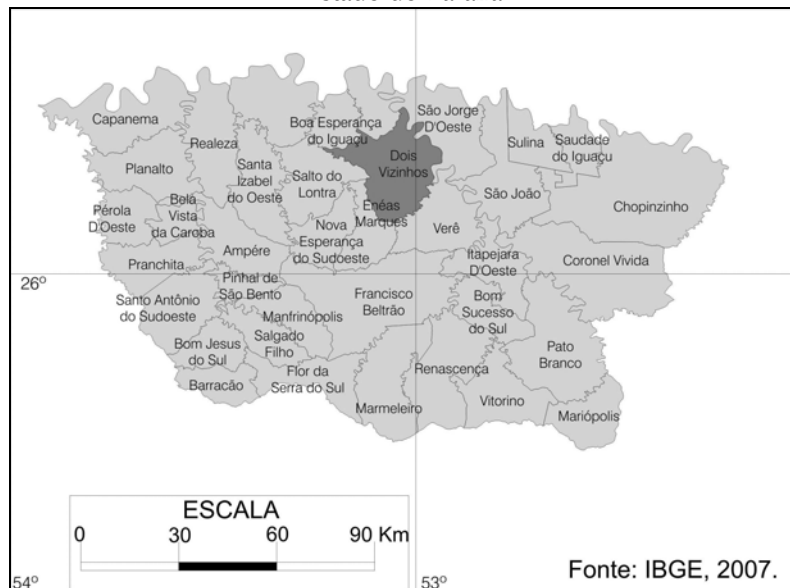 Capanema
Realeza
Planalto
Pérola
D'Oeste
Bela
Vista
da Caroba
Santa
Izabel
do Oeste
Boa Esperança
do Iguaçu
Salto do
Lontra
Dois
Vizinhos
São Jorge
D'Oeste
Sulina
Saudade
do Iguaçu
São João
Chopinzinho
Enéas
Marques
Nova
Esperança
do Sudoeste
Verê
Ampére
Pranchita
Itapejara
D'Oeste
Coronel Vivida
26º
Pinhal de
São Bento
Santo Antônio
do Sudoeste
Manfrinópolis
Francisco
Beltrão
Bom
Sucesso
do Sul
Salgado
Filho
Bom Jesus
do Sul
Barracão
Flor da
Serra do Sul
Marmeleiro
Renascença
Vitorino
Pato
Branco
Mariópolis
ESCALA
0 30 60 90 Km
54º
53º
Fonte: IBGE, 2007.